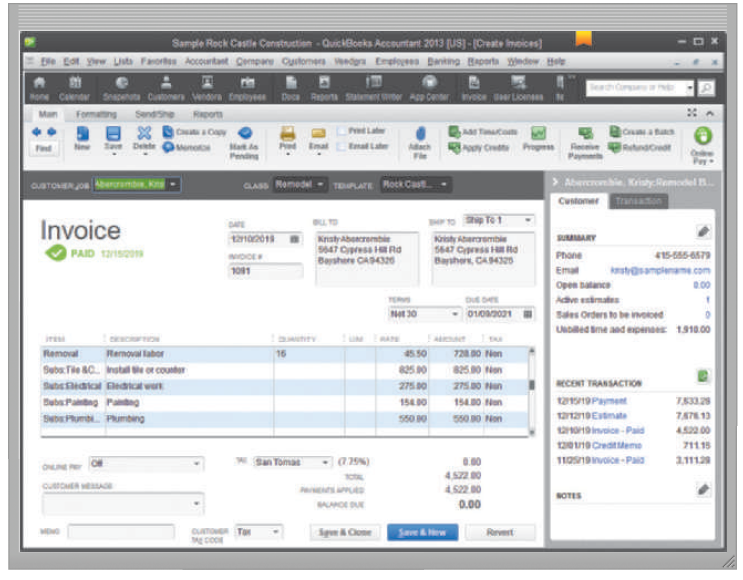 Sample Rock Castle Construction - QuickBooks Accountant 2013 [US] - [Create Invoices]
File Edit View Lists Favorites Accountant Company Customers Vendors Employees Banking Reports Window Help
Home Calendar Snapshots Customers Vendors Employees Docs Reports Statement Writer App Center Invoice User Licenses Search Company or Help
Main Formatting Send/Ship Reports
Find New Save Delete Create a Copy Memorize Mark As Pending Print Email Print Later Email Later Attach File Add Time/Costs Apply Credits Progress Receive Payments Create a Batch Refund/Credit Online Pay
CUSTOMER:JOB Abercrombie, Kris CLASS Remodel TEMPLATE Rock Castl...
Abercrombie, Kristy:Remodel B...
Customer Transaction
Invoice
PAID 12/15/2019
DATE
12/10/2019
INVOICE #
1091
BILL TO
Kristy Abercrombie
5647 Cypress Hill Rd
Bayshore CA 94326
SHIP TO Ship To 1
Kristy Abercrombie
5647 Cypress Hill Rd
Bayshore, CA 94326
TERMS
Net 30
DUE DATE
01/09/2021
ITEM DESCRIPTION QUANTITY U/M RATE AMOUNT TAX
Removal Removal labor 16 45.50 728.00 Non
Subs:Tile &C... Install tile or counter 825.00 825.00 Non
Subs:Electrical Electrical work 275.00 275.00 Non
Subs:Painting Painting 154.00 154.00 Non
Subs:Plumbi... Plumbing 550.00 550.00 Non
ONLINE PAY Off
TAX San Tomas (7.75%) 0.00
TOTAL 4,522.00
CUSTOMER MESSAGE
PAYMENTS APPLIED 4,522.00
BALANCE DUE 0.00
MEMO
CUSTOMER TAX CODE Tax
Save & Close Save & New Revert
SUMMARY
Phone 415-555-6579
Email kristy@samplename.com
Open balance 0.00
Active estimates 1
Sales Orders to be invoiced 0
Unbilled time and expenses: 1,910.00
RECENT TRANSACTION
12/15/19 Payment 7,633.28
12/12/19 Estimate 7,676.13
12/10/19 Invoice - Paid 4,522.00
12/01/19 Credit Memo 711.15
11/25/19 Invoice - Paid 3,111.28
NOTES